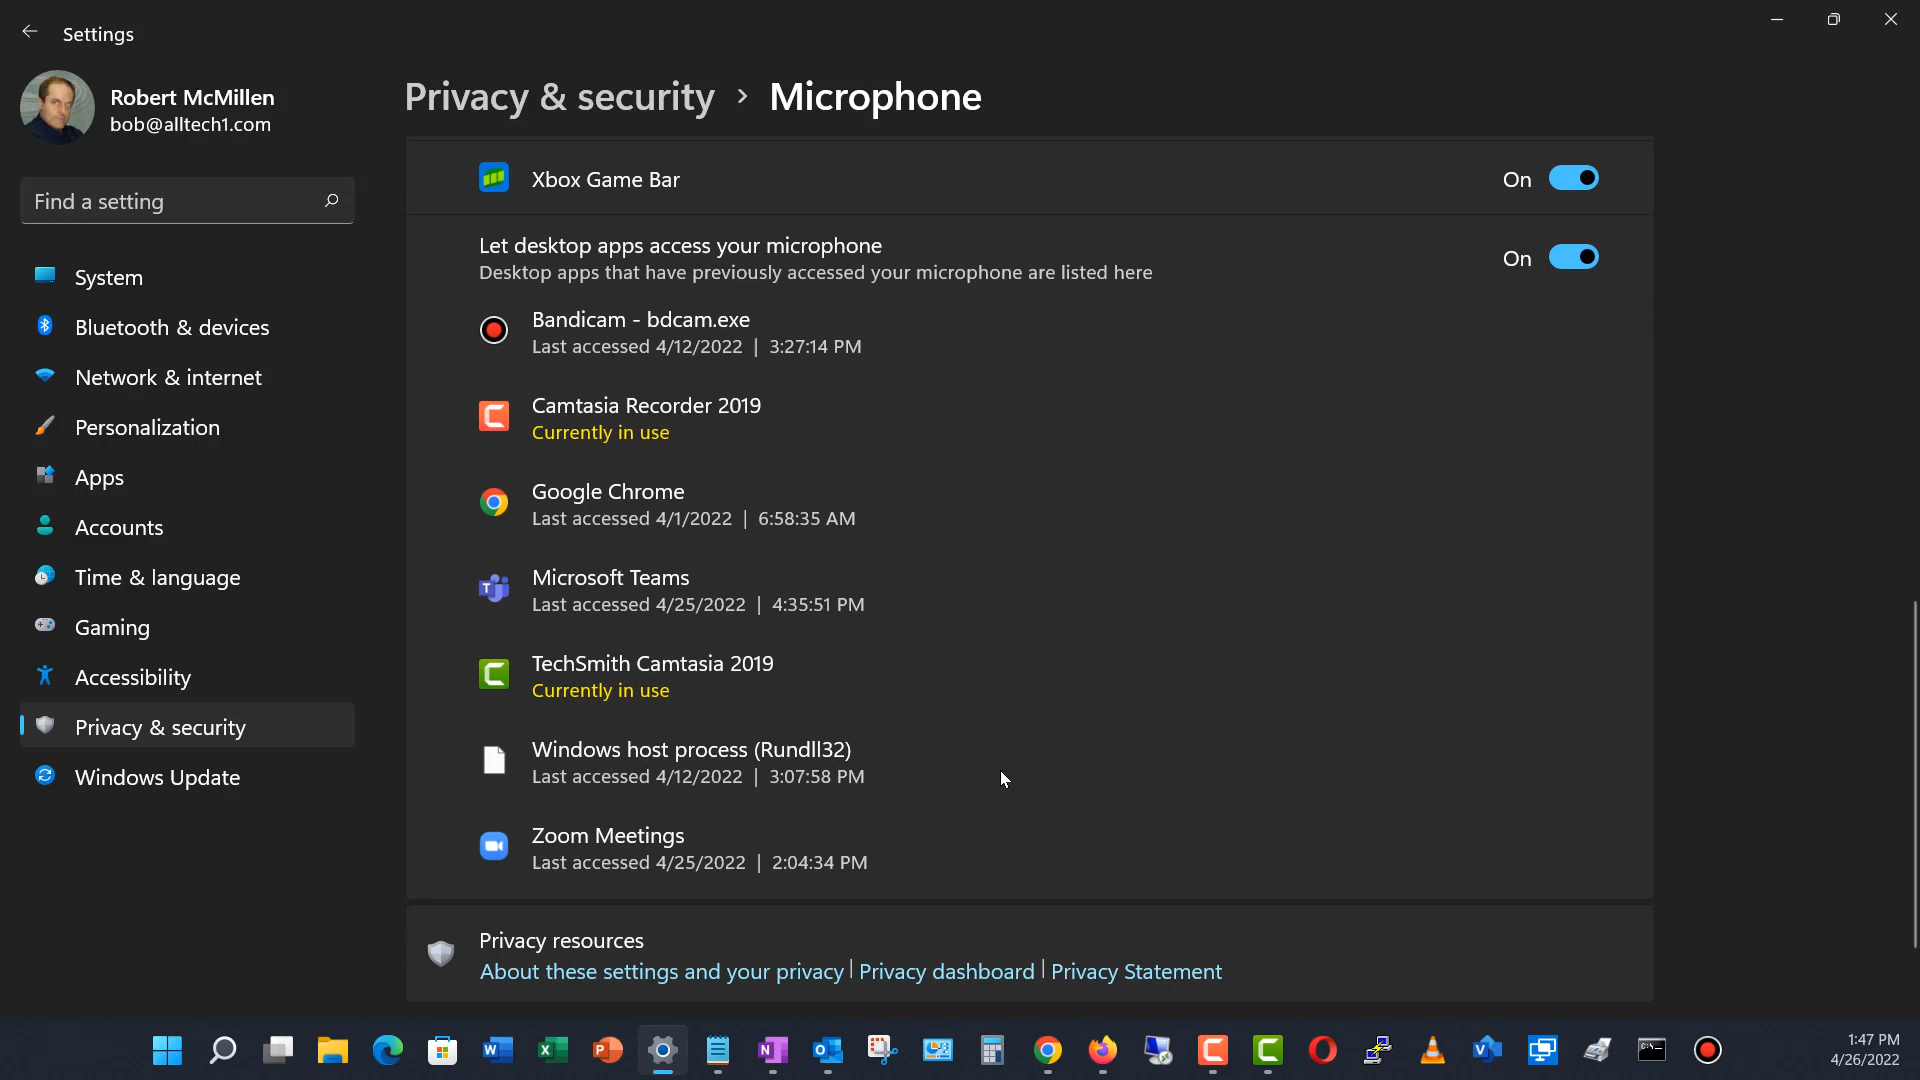 Settings
Robert McMillen
bob@alltech1.com
Find a setting
System
Bluetooth & devices
Network & internet
Personalization
Apps
Accounts
Time & language
Gaming
Accessibility
Privacy & security
Windows Update
Privacy & security > Microphone
Xbox Game Bar On
Let desktop apps access your microphone On
Desktop apps that have previously accessed your microphone are listed here
Bandicam - bdcam.exe
Last accessed 4/12/2022 | 3:27:14 PM
Camtasia Recorder 2019
Currently in use
Google Chrome
Last accessed 4/1/2022 | 6:58:35 AM
Microsoft Teams
Last accessed 4/25/2022 | 4:35:51 PM
TechSmith Camtasia 2019
Currently in use
Windows host process (Rundll32)
Last accessed 4/12/2022 | 3:07:58 PM
Zoom Meetings
Last accessed 4/25/2022 | 2:04:34 PM
Privacy resources
About these settings and your privacy | Privacy dashboard | Privacy Statement
1:47 PM
4/26/2022